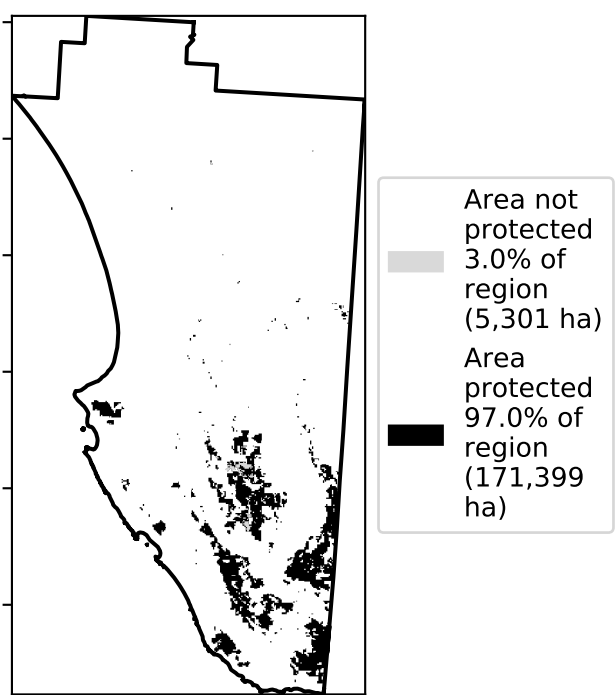 Area not
protected
3.0% of
region
(5,301 ha)
Area
protected
97.0% of
region
(171,399
ha)